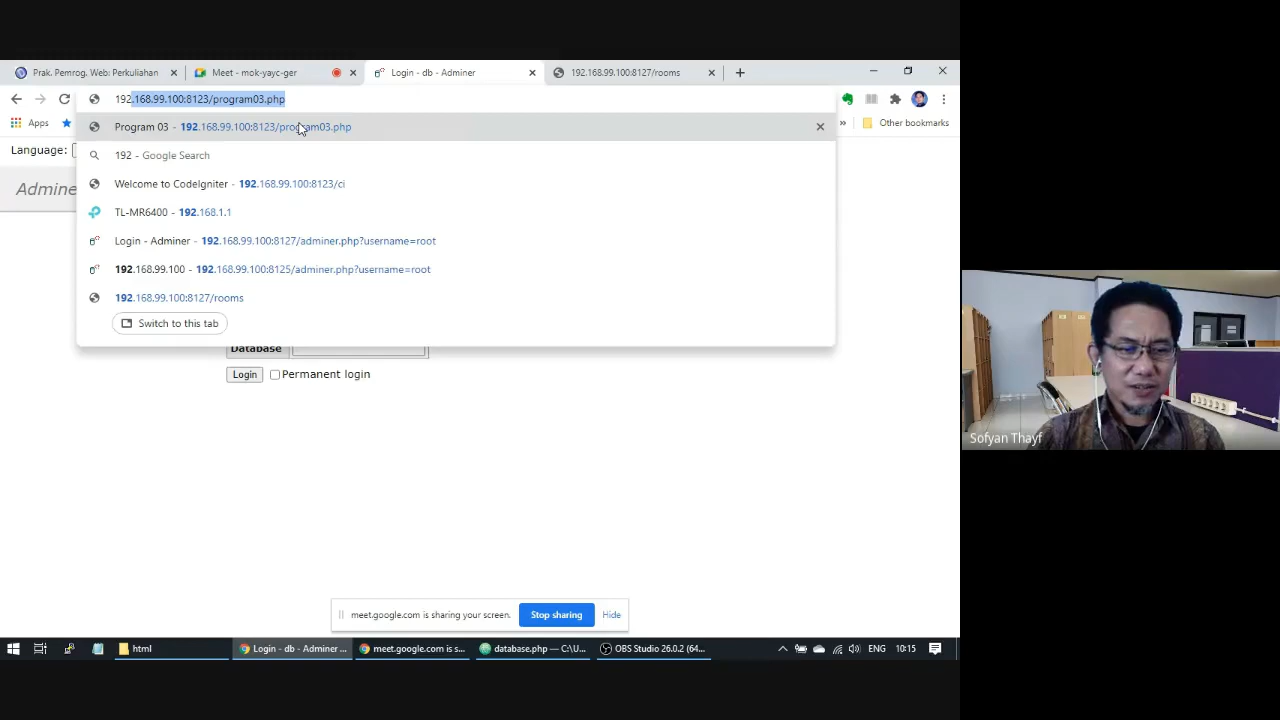 Prak. Pemrog. Web: Perkuliahan
Meet - mok-yayc-ger
Login - db - Adminer
192.168.99.100:8127/rooms
192.168.99.100:8123/program03.php
Apps
Other bookmarks
Language:
Program 03 - 192.168.99.100:8123/program03.php
192 - Google Search
Welcome to CodeIgniter - 192.168.99.100:8123/ci
Admine
TL-MR6400 - 192.168.1.1
Login - Adminer - 192.168.99.100:8127/adminer.php?username=root
192.168.99.100 - 192.168.99.100:8125/adminer.php?username=root
192.168.99.100:8127/rooms
Switch to this tab
Database
Login
Permanent login
Sofyan Thayf
meet.google.com is sharing your screen.
Stop sharing
Hide
html
Login - db - Adminer ...
meet.google.com is s...
database.php — C:\U...
OBS Studio 26.0.2 (64...
ENG
10:15